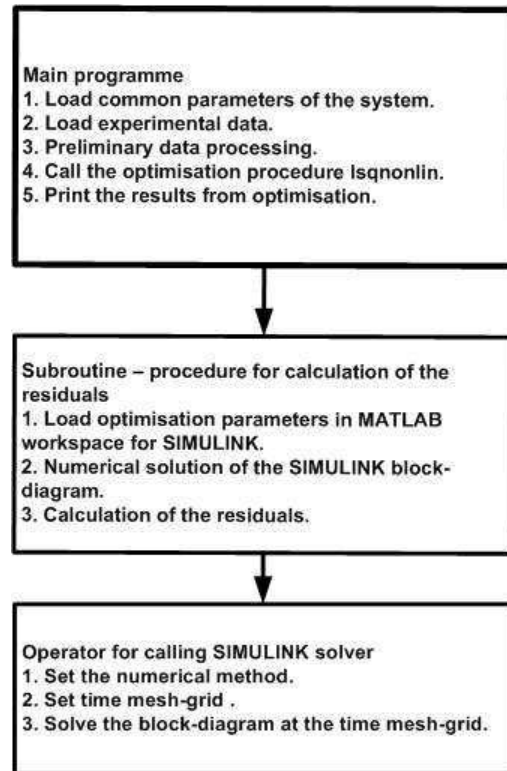 Main programme
1. Load common parameters of the system.
2. Load experimental data.
3. Preliminary data processing.
4. Call the optimisation procedure lsqnonlin.
5. Print the results from optimisation.
Subroutine – procedure for calculation of the
residuals
1. Load optimisation parameters in MATLAB
workspace for SIMULINK.
2. Numerical solution of the SIMULINK block-
diagram.
3. Calculation of the residuals.
Operator for calling SIMULINK solver
1. Set the numerical method.
2. Set time mesh-grid .
3. Solve the block-diagram at the time mesh-grid.